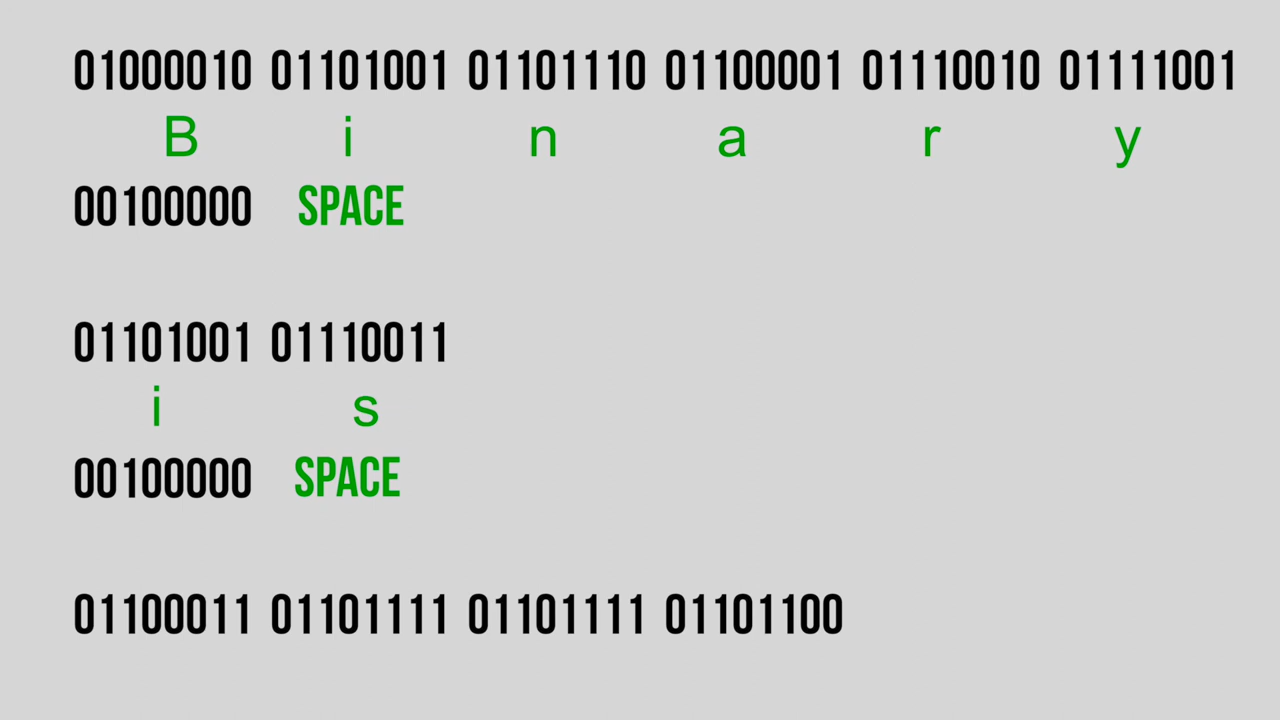 01000010 01101001 01101110 01100001 01110010 01111001
B i n a r y
00100000 SPACE
01101001 01110011
i s
00100000 SPACE
01100011 01101111 01101111 01101100